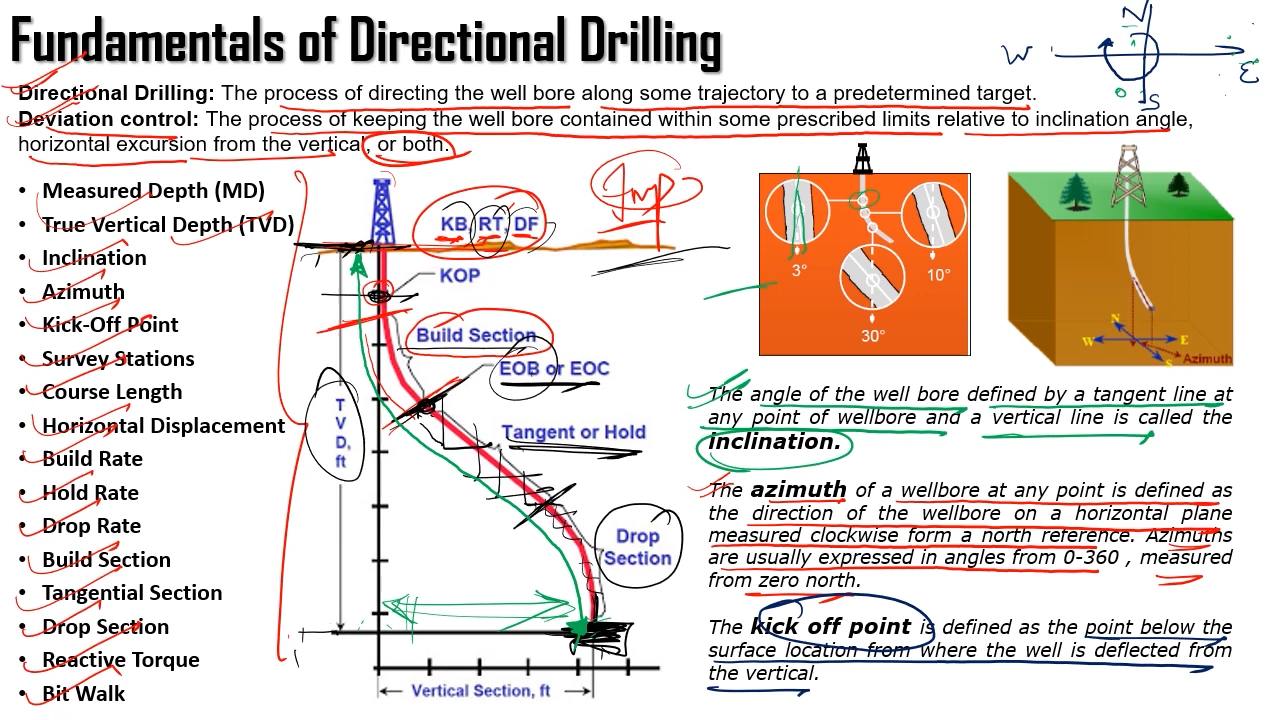 Fundamentals of Directional Drilling
N
W
E
S
Directional Drilling: The process of directing the well bore along some trajectory to a predetermined target.
Deviation control: The process of keeping the well bore contained within some prescribed limits relative to inclination angle,
horizontal excursion from the vertical, or both.
• Measured Depth (MD)
• True Vertical Depth (TVD)
• Inclination
• Azimuth
• Kick-Off Point
• Survey Stations
• Course Length
• Horizontal Displacement
• Build Rate
• Hold Rate
• Drop Rate
• Build Section
• Tangential Section
• Drop Section
• Reactive Torque
• Bit Walk
Imp
KB, RT, DF
KOP
Build Section
EOB or EOC
Tangent or Hold
T
V
D,
ft
Drop
Section
Vertical Section, ft
3°
10°
30°
N
W
E
S
Azimuth
The angle of the well bore defined by a tangent line at
any point of wellbore and a vertical line is called the
inclination.
The azimuth of a wellbore at any point is defined as
the direction of the wellbore on a horizontal plane
measured clockwise form a north reference. Azimuths
are usually expressed in angles from 0-360 , measured
from zero north.
The kick off point is defined as the point below the
surface location from where the well is deflected from
the vertical.